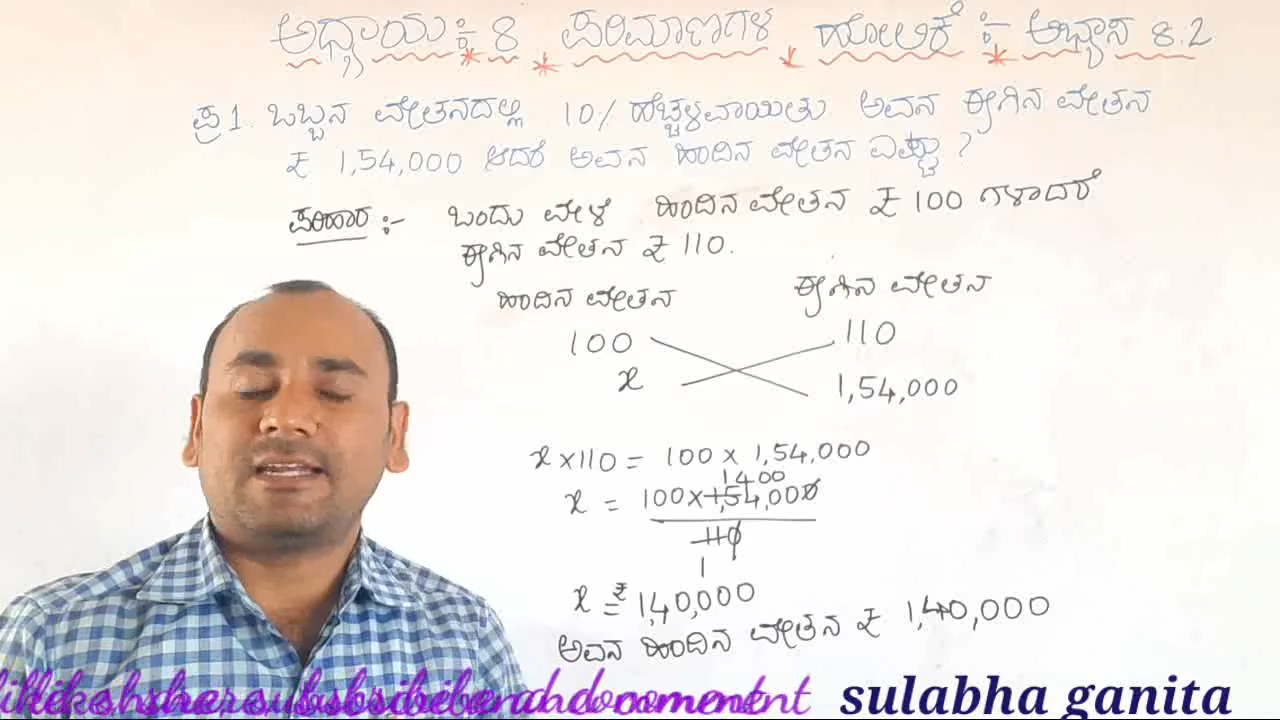 ಅಧ್ಯಾಯ :- 8 ಪರಿಮಾಣಗಳ ಹೋಲಿಕೆ :- ಅಭ್ಯಾಸ 8.2
ಪ್ರ 1. ಒಬ್ಬನ ವೇತನದಲ್ಲಿ 10% ಹೆಚ್ಚಳವಾಯಿತು ಅವನ ಈಗಿನ ವೇತನ
₹ 1,54,000 ಆದರೆ ಅವನ ಹಿಂದಿನ ವೇತನ ಎಷ್ಟು ?
ಪರಿಹಾರ :- ಒಂದು ವೇಳೆ ಹಿಂದಿನ ವೇತನ ₹ 100 ಗಳಾದರೆ
ಈಗಿನ ವೇತನ ₹ 110.
ಹಿಂದಿನ ವೇತನ ಈಗಿನ ವೇತನ
100 110
x 1,54,000
x × 110 = 100 × 1,54,000
1400
x = 100 × 1,54,000
110
1
x = ₹ 1,40,000
ಅವನ ಹಿಂದಿನ ವೇತನ ₹ 1,40,000
sulabha ganita